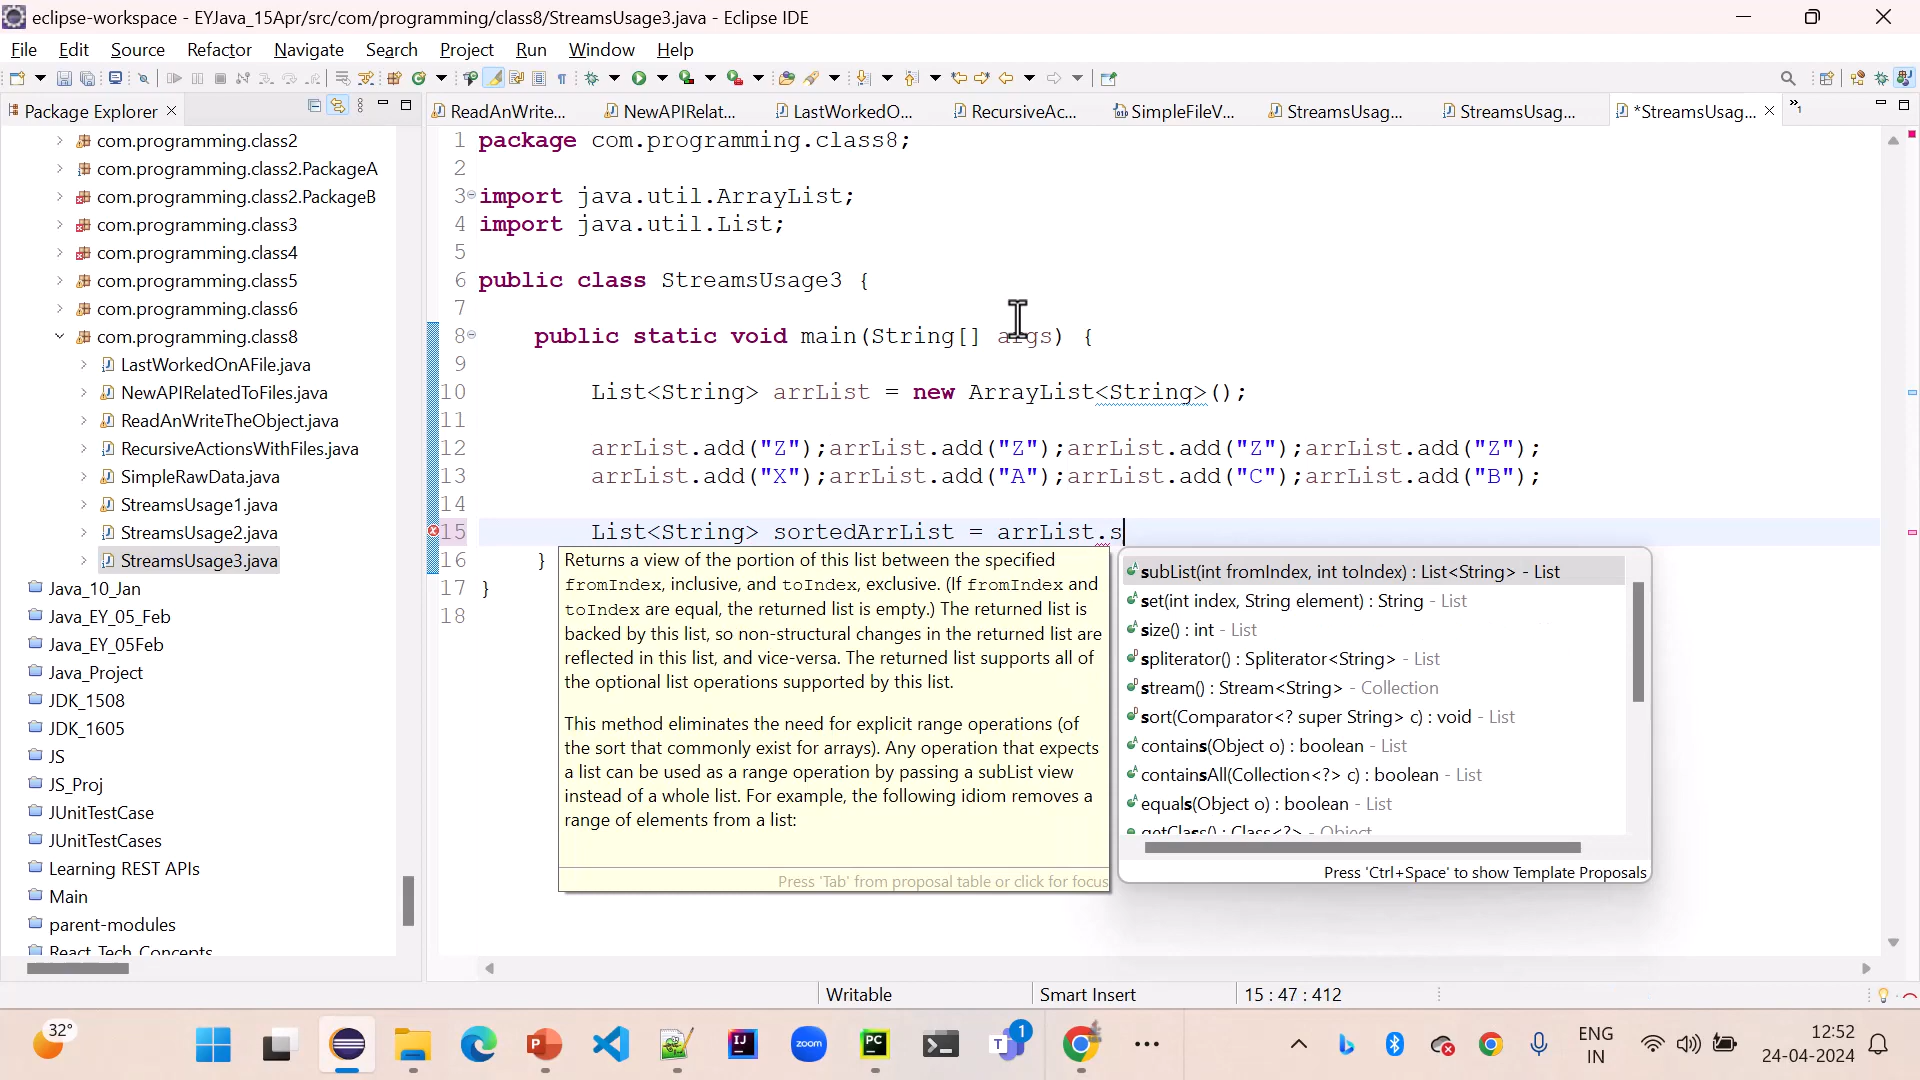 eclipse-workspace - EYJava_15Apr/src/com/programming/class8/StreamsUsage3.java - Eclipse IDE
File Edit Source Refactor Navigate Search Project Run Window Help
Package Explorer
ReadAnWrite... NewAPIRelat... LastWorkedO... RecursiveAc... SimpleFileV... StreamsUsag... StreamsUsag... *StreamsUsag... »1
com.programming.class2
com.programming.class2.PackageA
com.programming.class2.PackageB
com.programming.class3
com.programming.class4
com.programming.class5
com.programming.class6
com.programming.class8
LastWorkedOnAFile.java
NewAPIRelatedToFiles.java
ReadAnWriteTheObject.java
RecursiveActionsWithFiles.java
SimpleRawData.java
StreamsUsage1.java
StreamsUsage2.java
StreamsUsage3.java
Java_10_Jan
Java_EY_05_Feb
Java_EY_05Feb
Java_Project
JDK_1508
JDK_1605
JS
JS_Proj
JUnitTestCase
JUnitTestCases
Learning REST APIs
Main
parent-modules
React_Tech_Concepts
1 package com.programming.class8;
2
3 import java.util.ArrayList;
4 import java.util.List;
5
6 public class StreamsUsage3 {
7
8 public static void main(String[] args) {
9
10 List<String> arrList = new ArrayList<String>();
11
12 arrList.add("Z");arrList.add("Z");arrList.add("Z");arrList.add("Z");
13 arrList.add("X");arrList.add("A");arrList.add("C");arrList.add("B");
14
15 List<String> sortedArrList = arrList.s
16 }
17 }
18
Returns a view of the portion of this list between the specified
fromIndex, inclusive, and toIndex, exclusive. (If fromIndex and
toIndex are equal, the returned list is empty.) The returned list is
backed by this list, so non-structural changes in the returned list are
reflected in this list, and vice-versa. The returned list supports all of
the optional list operations supported by this list.
This method eliminates the need for explicit range operations (of
the sort that commonly exist for arrays). Any operation that expects
a list can be used as a range operation by passing a subList view
instead of a whole list. For example, the following idiom removes a
range of elements from a list:
Press 'Tab' from proposal table or click for focus
subList(int fromIndex, int toIndex) : List<String> - List
set(int index, String element) : String - List
size() : int - List
spliterator() : Spliterator<String> - List
stream() : Stream<String> - Collection
sort(Comparator<? super String> c) : void - List
contains(Object o) : boolean - List
containsAll(Collection<?> c) : boolean - List
equals(Object o) : boolean - List
getClass() : Class<?> - Object
Press 'Ctrl+Space' to show Template Proposals
Writable Smart Insert 15 : 47 : 412
32°
IJ zoom PC T 1
ENG
IN
12:52
24-04-2024